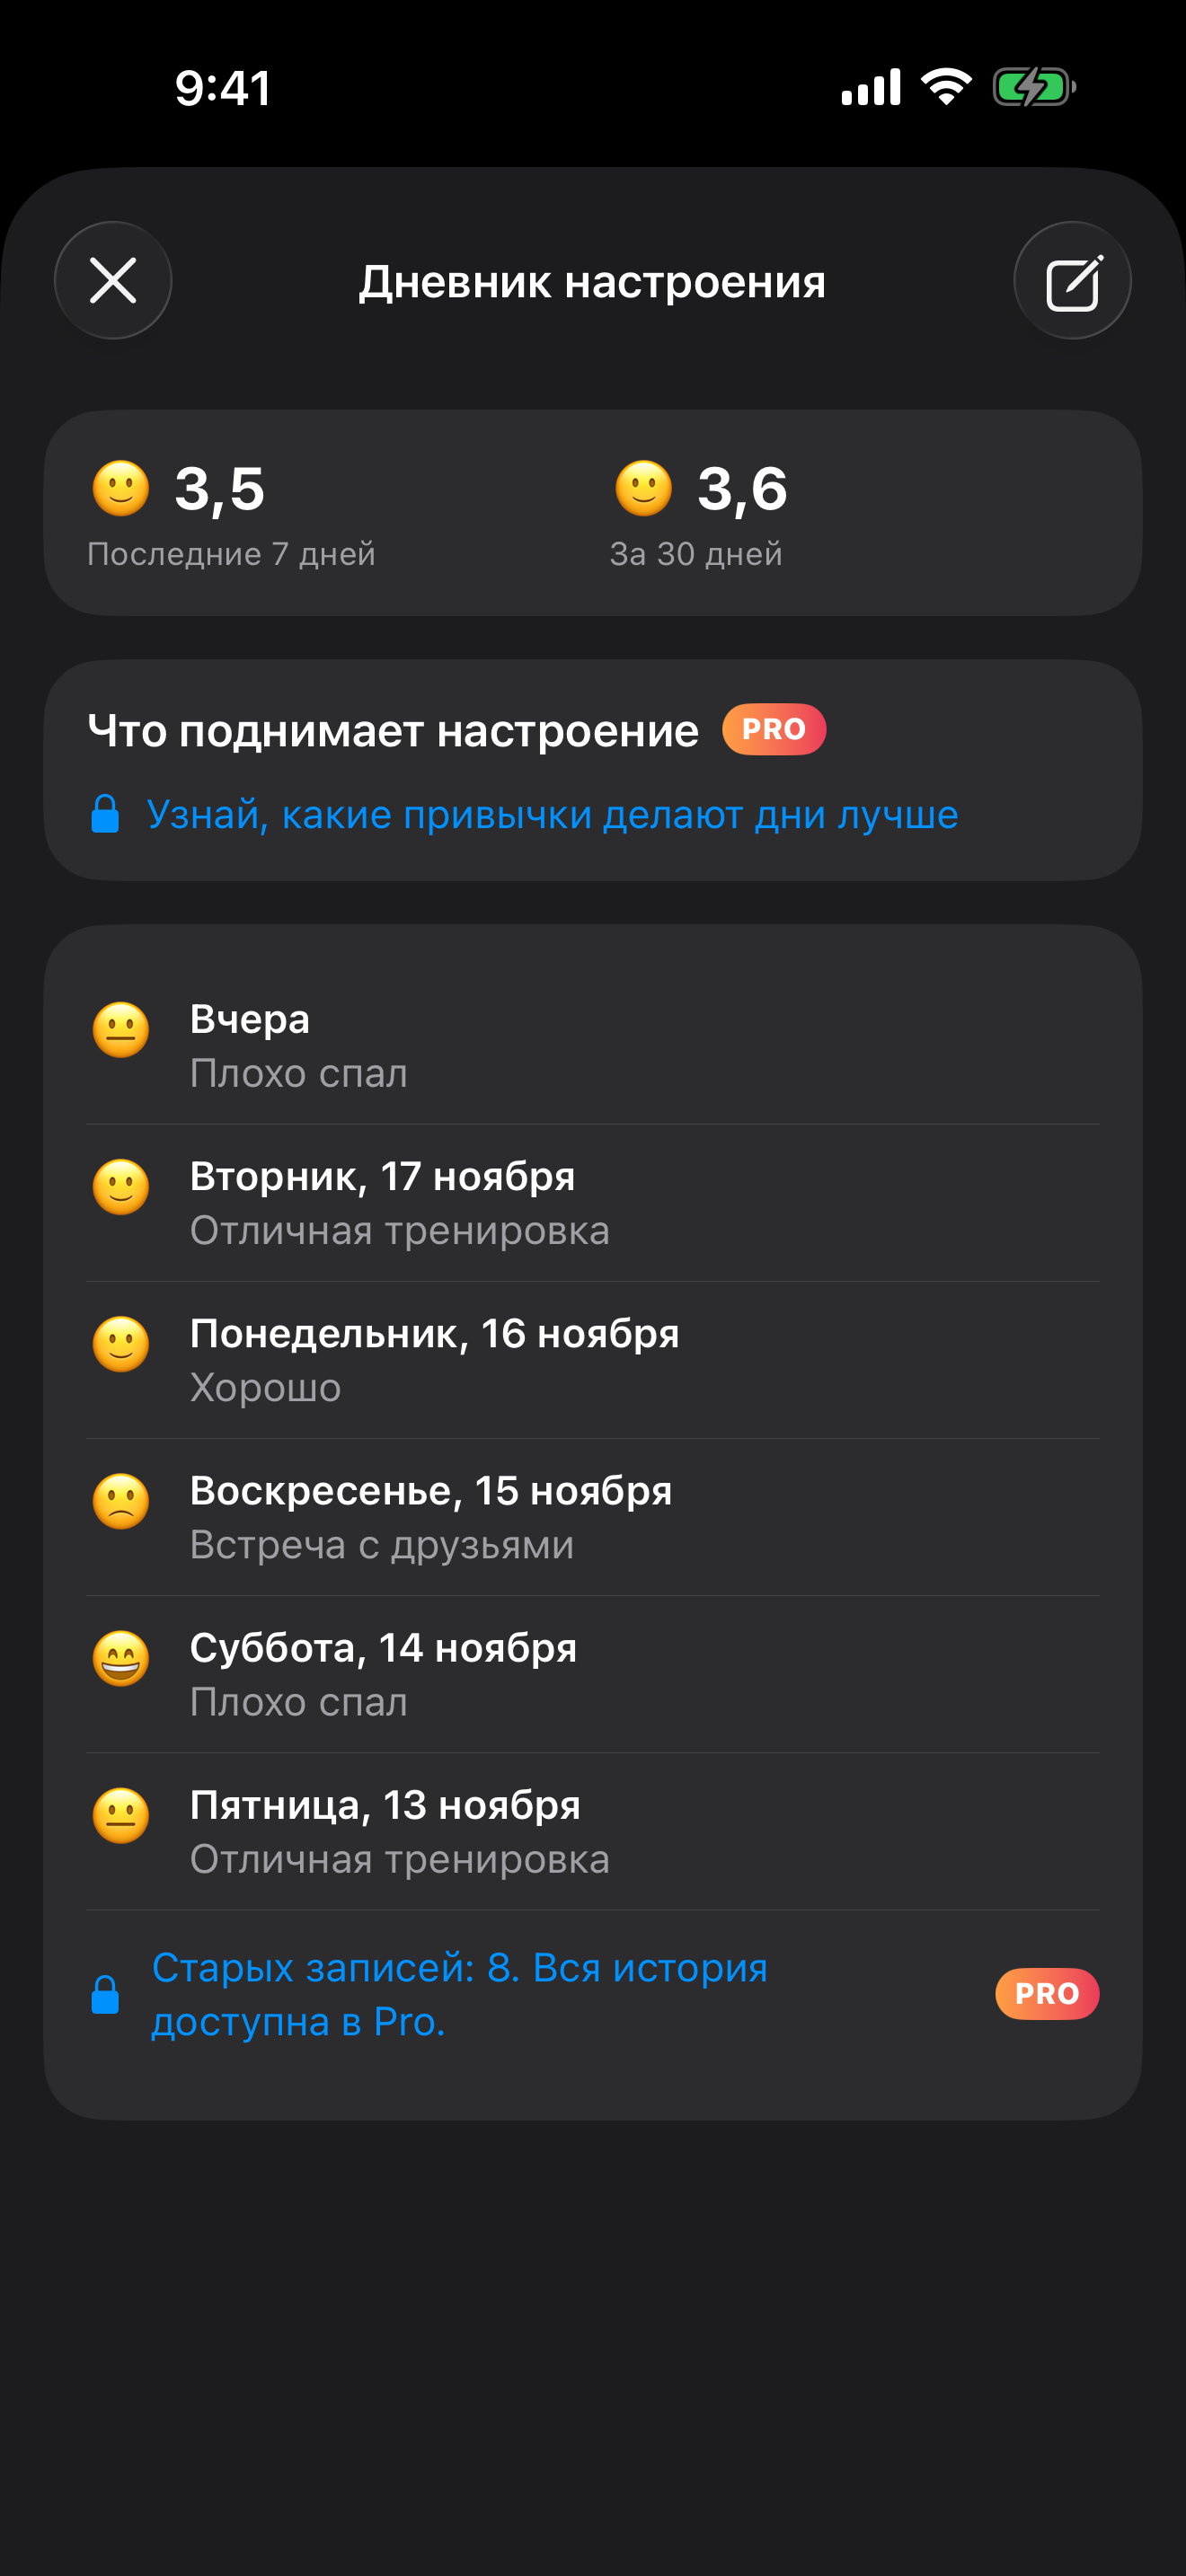 9:41
Дневник настроения
3,5
3,6
Последние 7 дней
За 30 дней
Что поднимает настроение PRO
Узнай, какие привычки делают дни лучше
Вчера
Плохо спал
Вторник, 17 ноября
Отличная тренировка
Понедельник, 16 ноября
Хорошо
Воскресенье, 15 ноября
Встреча с друзьями
Суббота, 14 ноября
Плохо спал
Пятница, 13 ноября
Отличная тренировка
Старых записей: 8. Вся история
доступна в Pro.
PRO